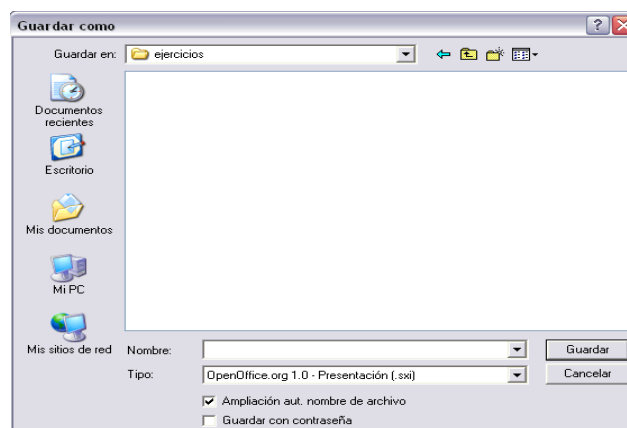 Guardar como
Guardar en: ejercicios
Documentos
recientes
Escritorio
Mis documentos
Mi PC
Mis sitios de red
Nombre: Guardar
Tipo: OpenOffice.org 1.0 - Presentación (.sxi) Cancelar
Ampliación aut. nombre de archivo
Guardar con contraseña